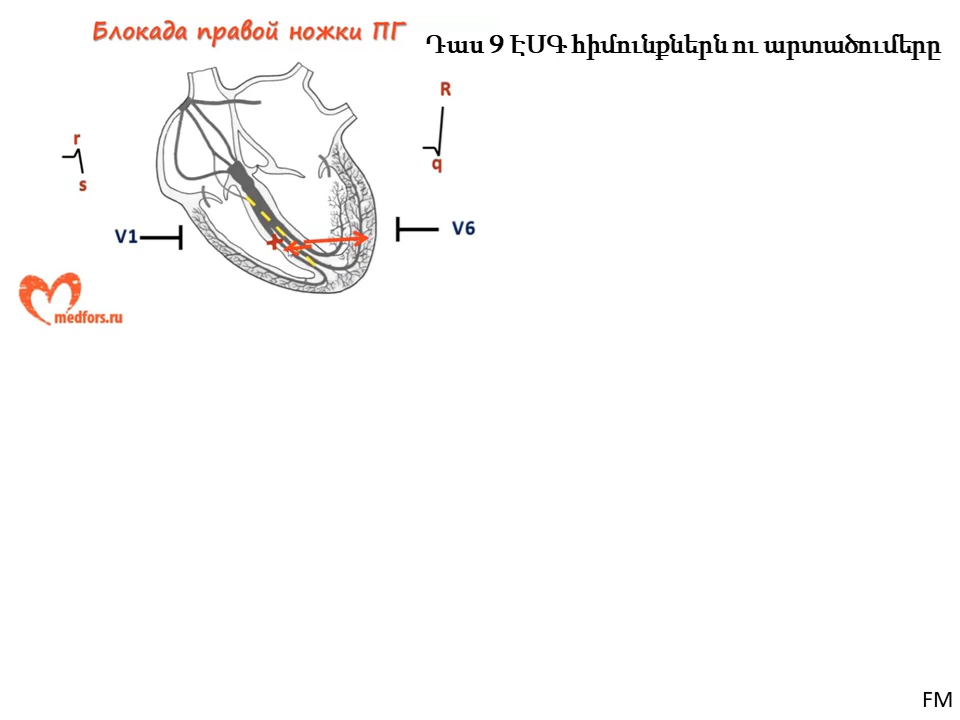 Блокада правой ножки ПГ
Դաս 9 ԷՍԳ հիմունքներն ու արտածումները
R
r
q
s
V1
V6
medfors.ru
FM